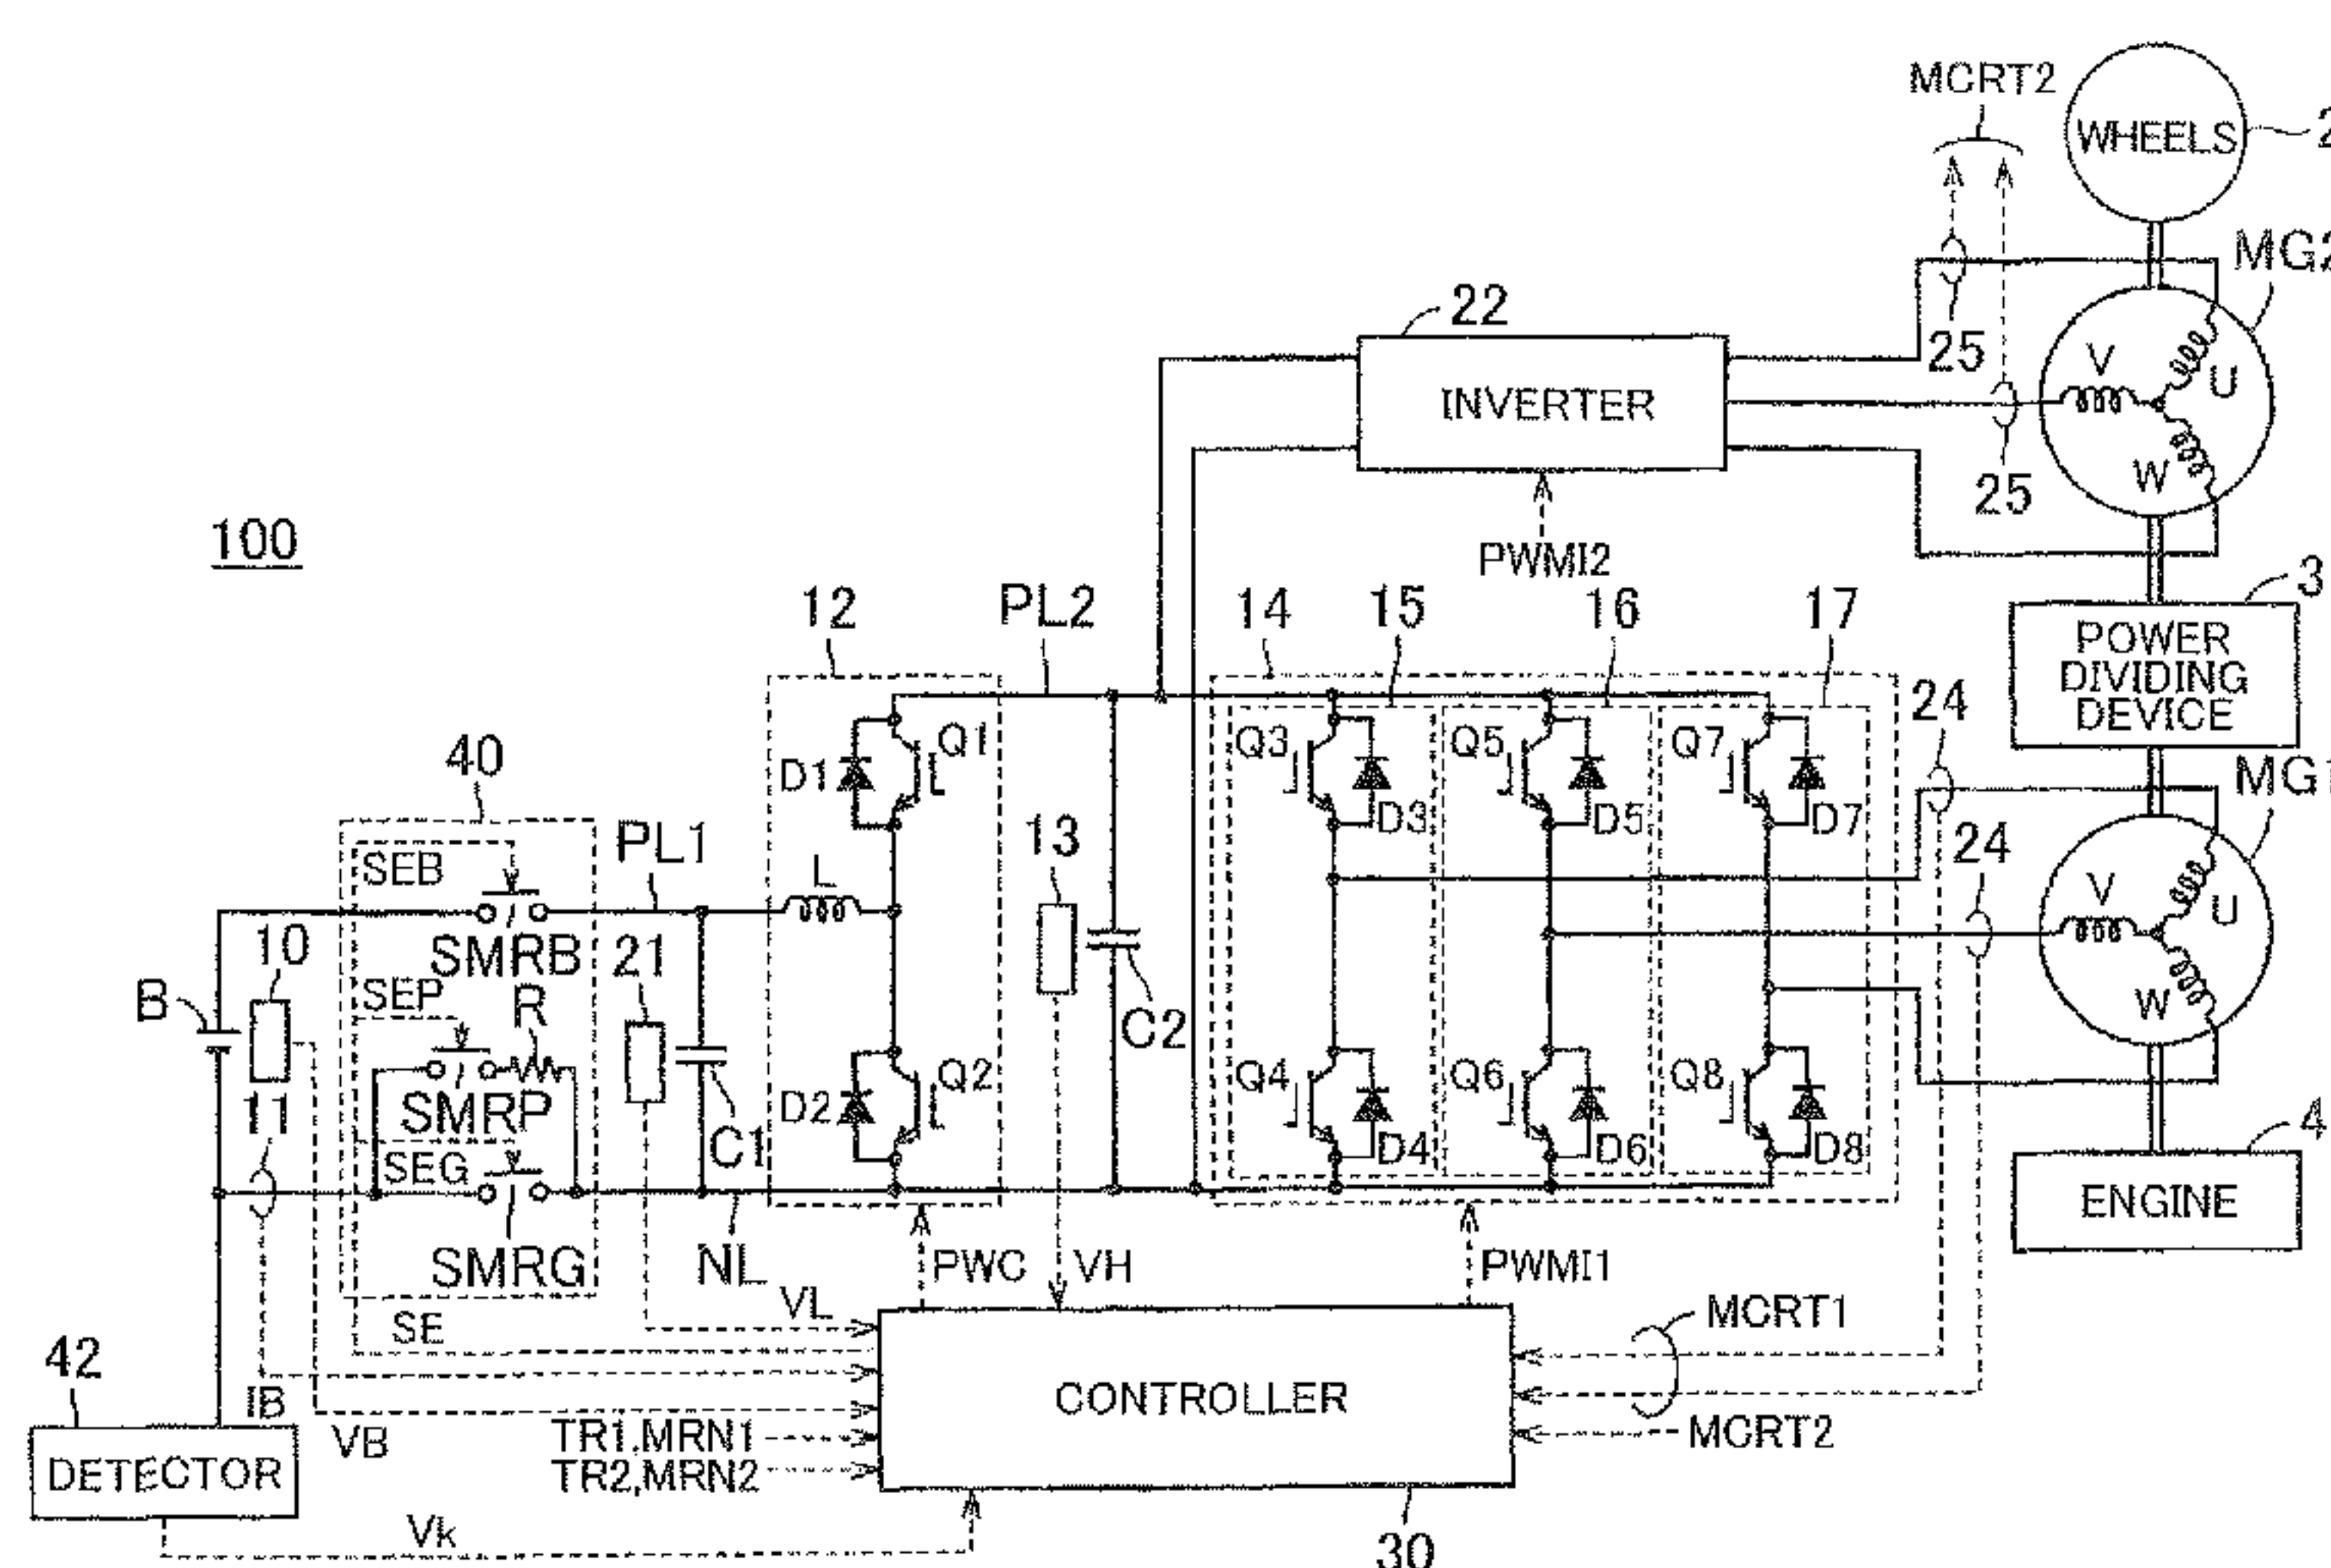 MCRT2
WHEELS
2
MG2
22
25
INVERTER
V
U
W
25
100
PWMI2
3
12
PL2
14
15
16
17
POWER
DIVIDING
DEVICE
24
40
D1
Q1
Q3
Q5
Q7
MG1
SEB
PL1
13
D3
D5
D7
24
L
V
U
W
10
SMRB
21
B
SEP
R
C2
11
SMRP
D2
Q2
Q4
Q6
Q8
C1
SEG
D4
D6
D8
4
ENGINE
SMRG
NL
PWC
VH
PWMI1
VL
SE
MCRT1
42
IB
CONTROLLER
VB
TR1,MRN1
MCRT2
DETECTOR
TR2,MRN2
Vk
30